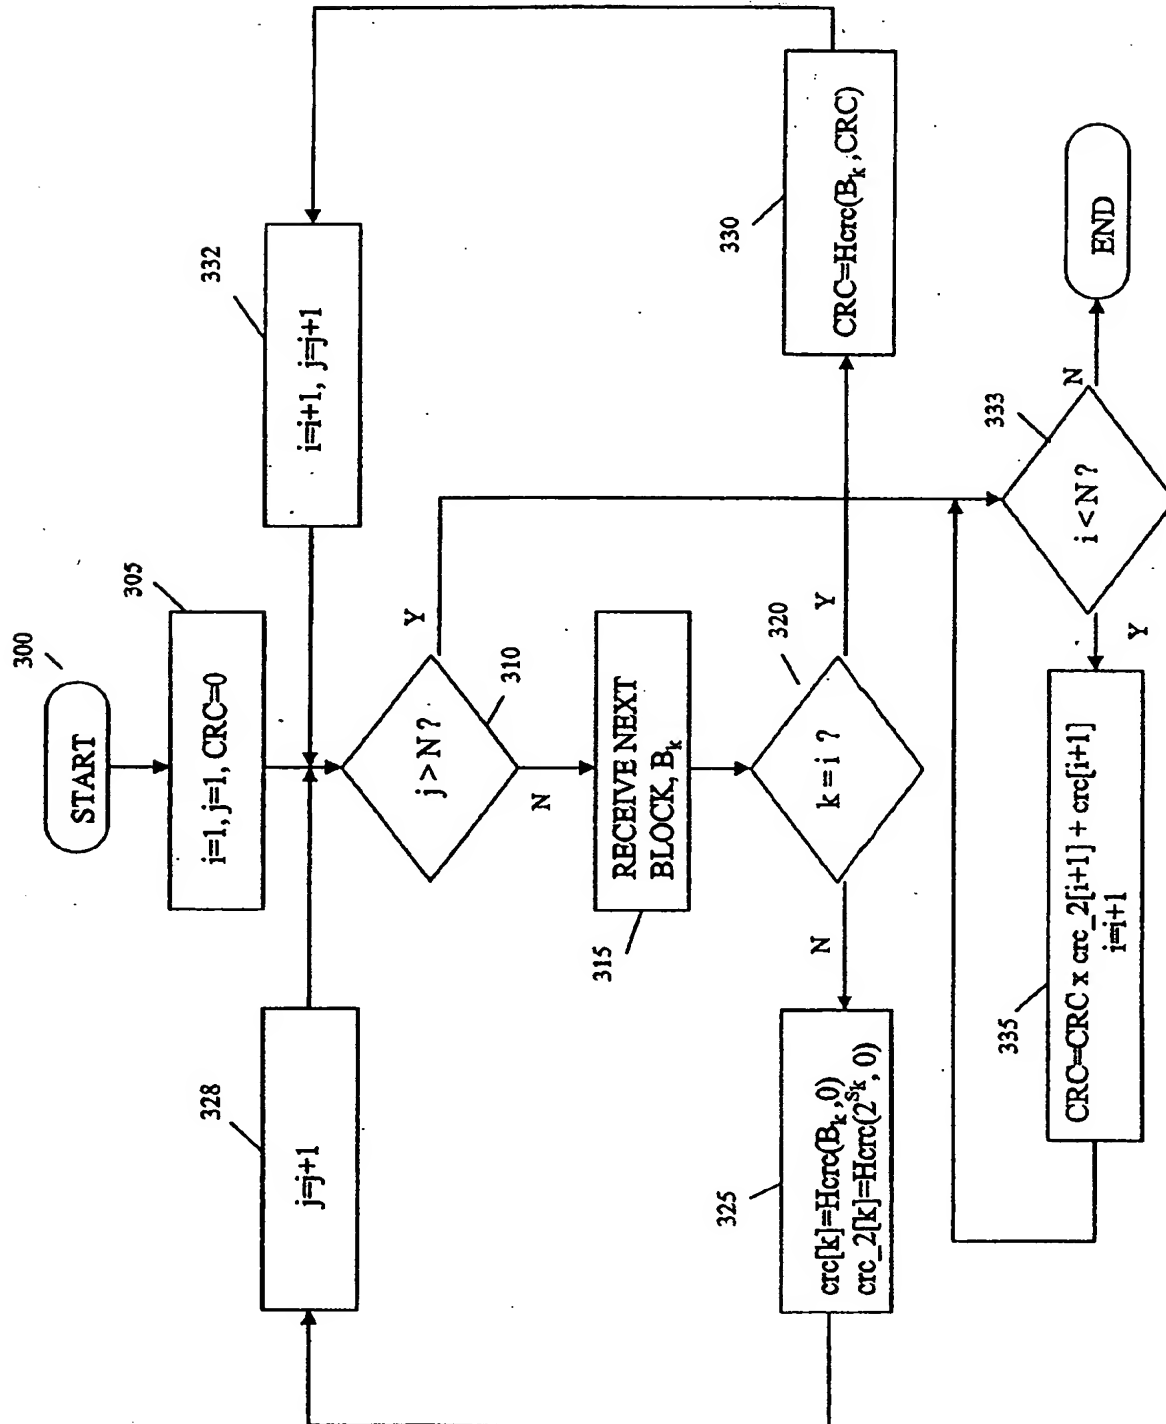 300
START
305
i=1, j=1, CRC=0
332
i=i+1, j=j+1
328
j=j+1
310
j > N ?
Y
N
315
RECEIVE NEXT
BLOCK, Bk
320
k = i ?
Y
N
330
CRC=Hcrc(Bk ,CRC)
325
crc[k]=Hcrc(Bk ,0)
crc_2[k]=Hcrc(2^Sk, 0)
333
i < N ?
N
Y
END
335
CRC=CRC x crc_2[i+1] + crc[i+1]
i=i+1